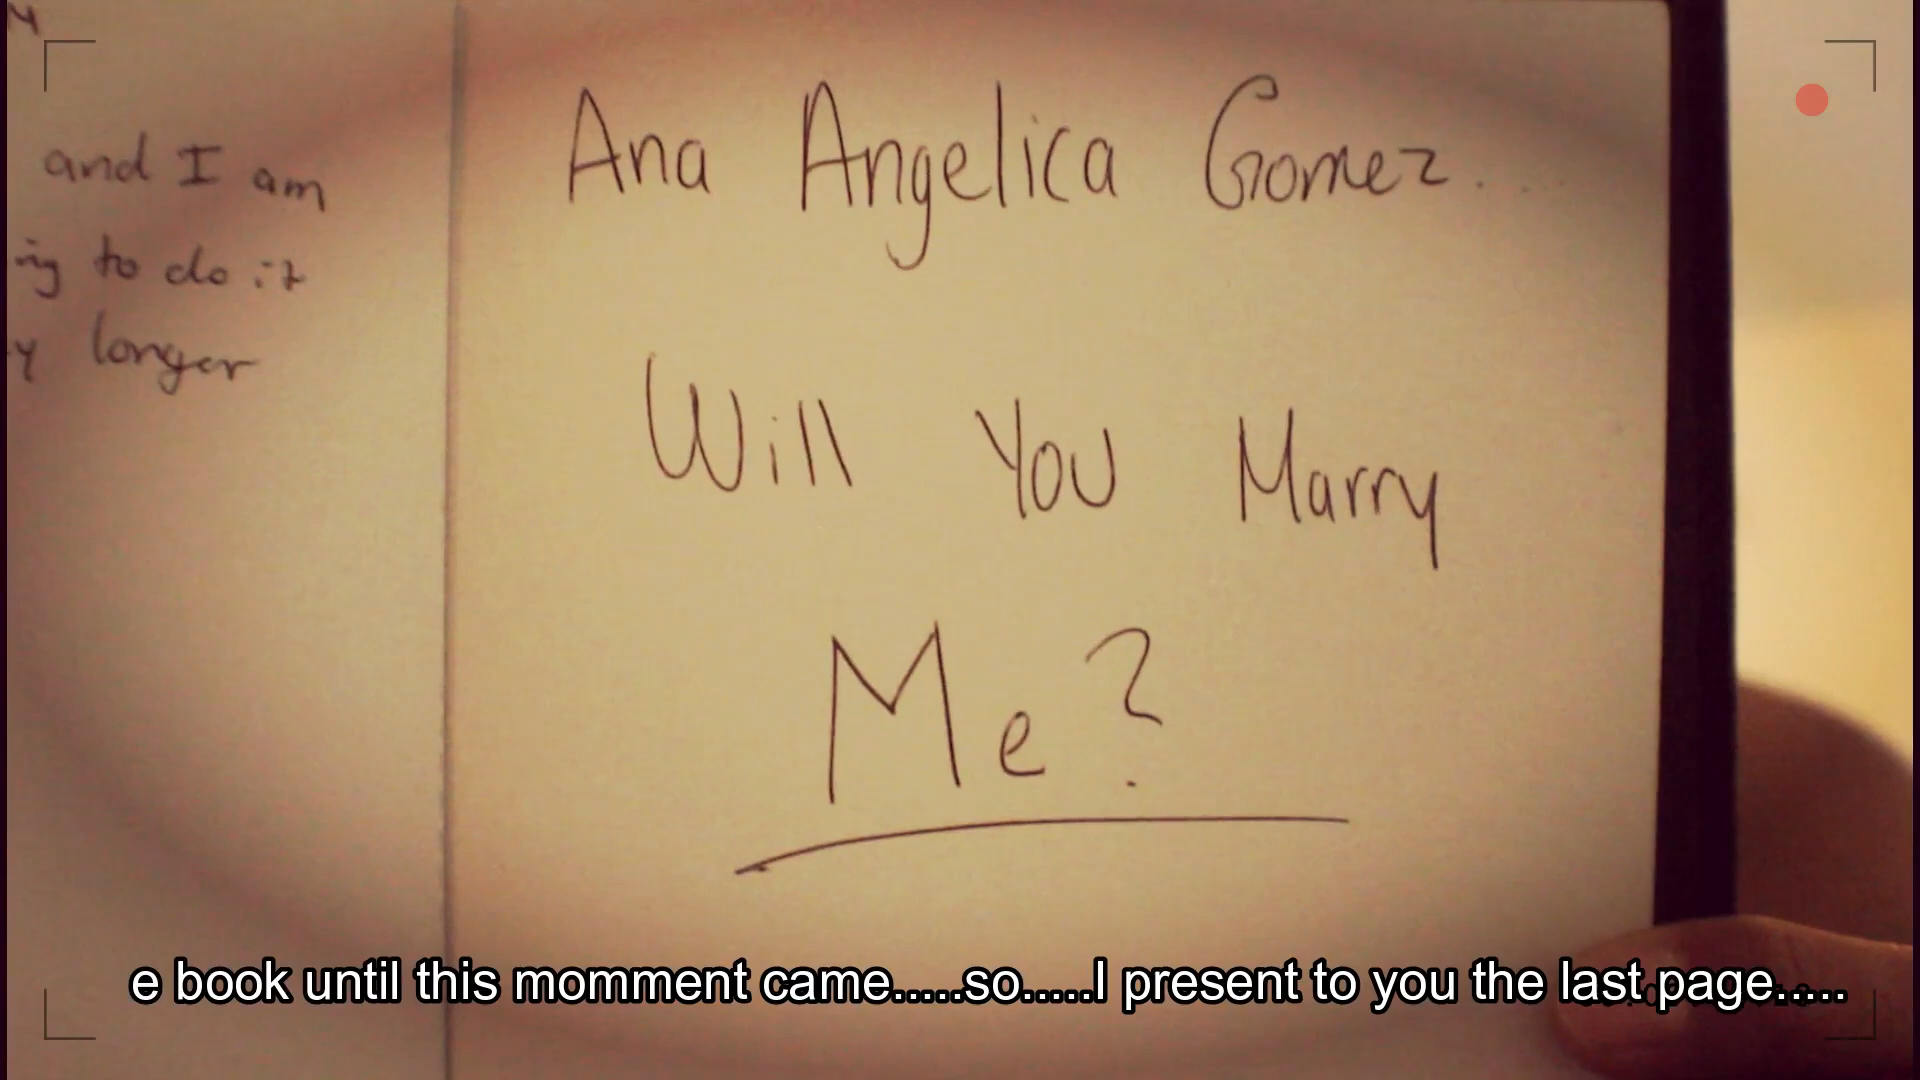 and I am
to do it
longer
Ana Angelica Gomez...
Will You Marry
Me?
e book until this momment came.....so.....I present to you the last page.....